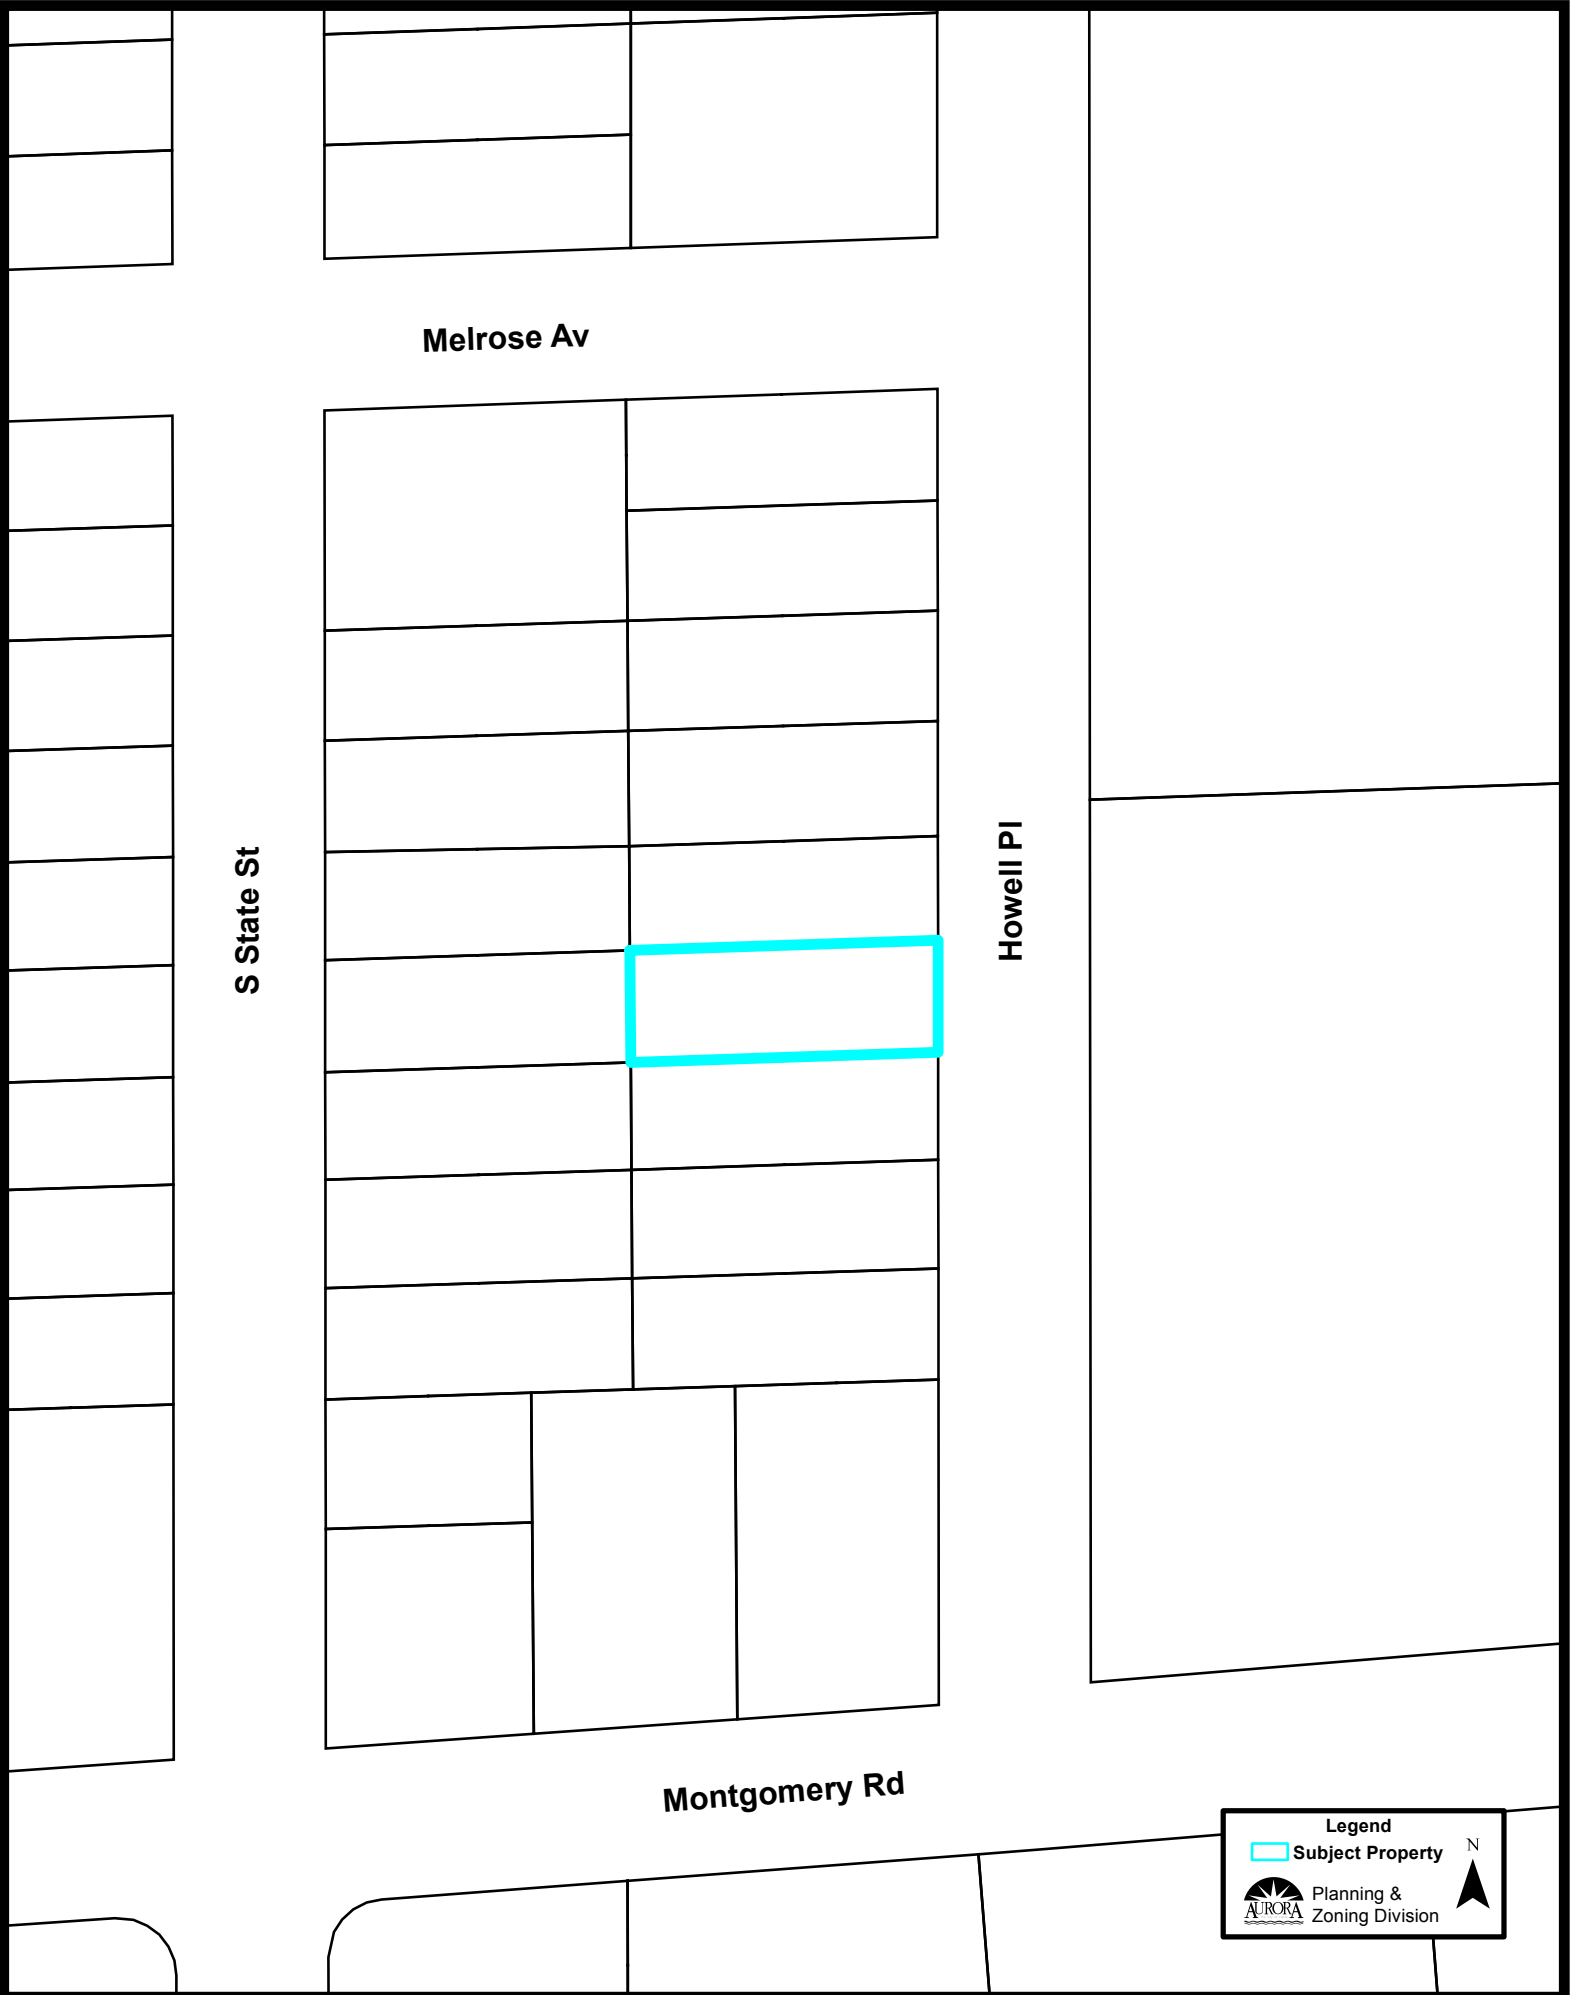 Melrose Av
S State St
Howell Pl
Montgomery Rd
Legend
Subject Property
N
AURORA
Planning &
Zoning Division